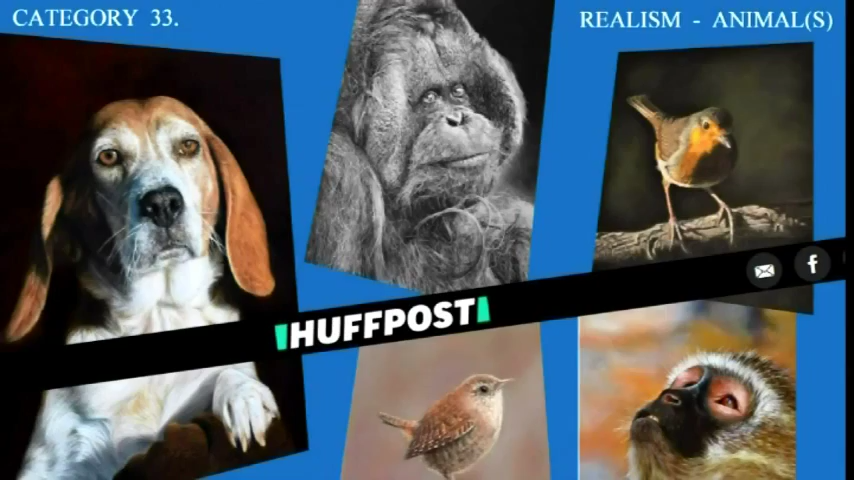 CATEGORY 33.
REALISM - ANIMAL(S)
HUFFPOST
f